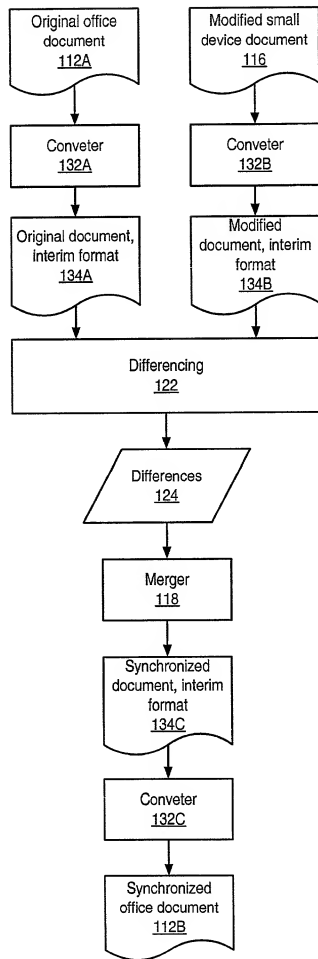 Original office
document
112A
Modified small
device document
116
Conveter
132A
Conveter
132B
Original document,
interim format
134A
Modified
document, interim
format
134B
Differencing
122
Differences
124
Merger
118
Synchronized
document, interim
format
134C
Conveter
132C
Synchronized
office document
112B